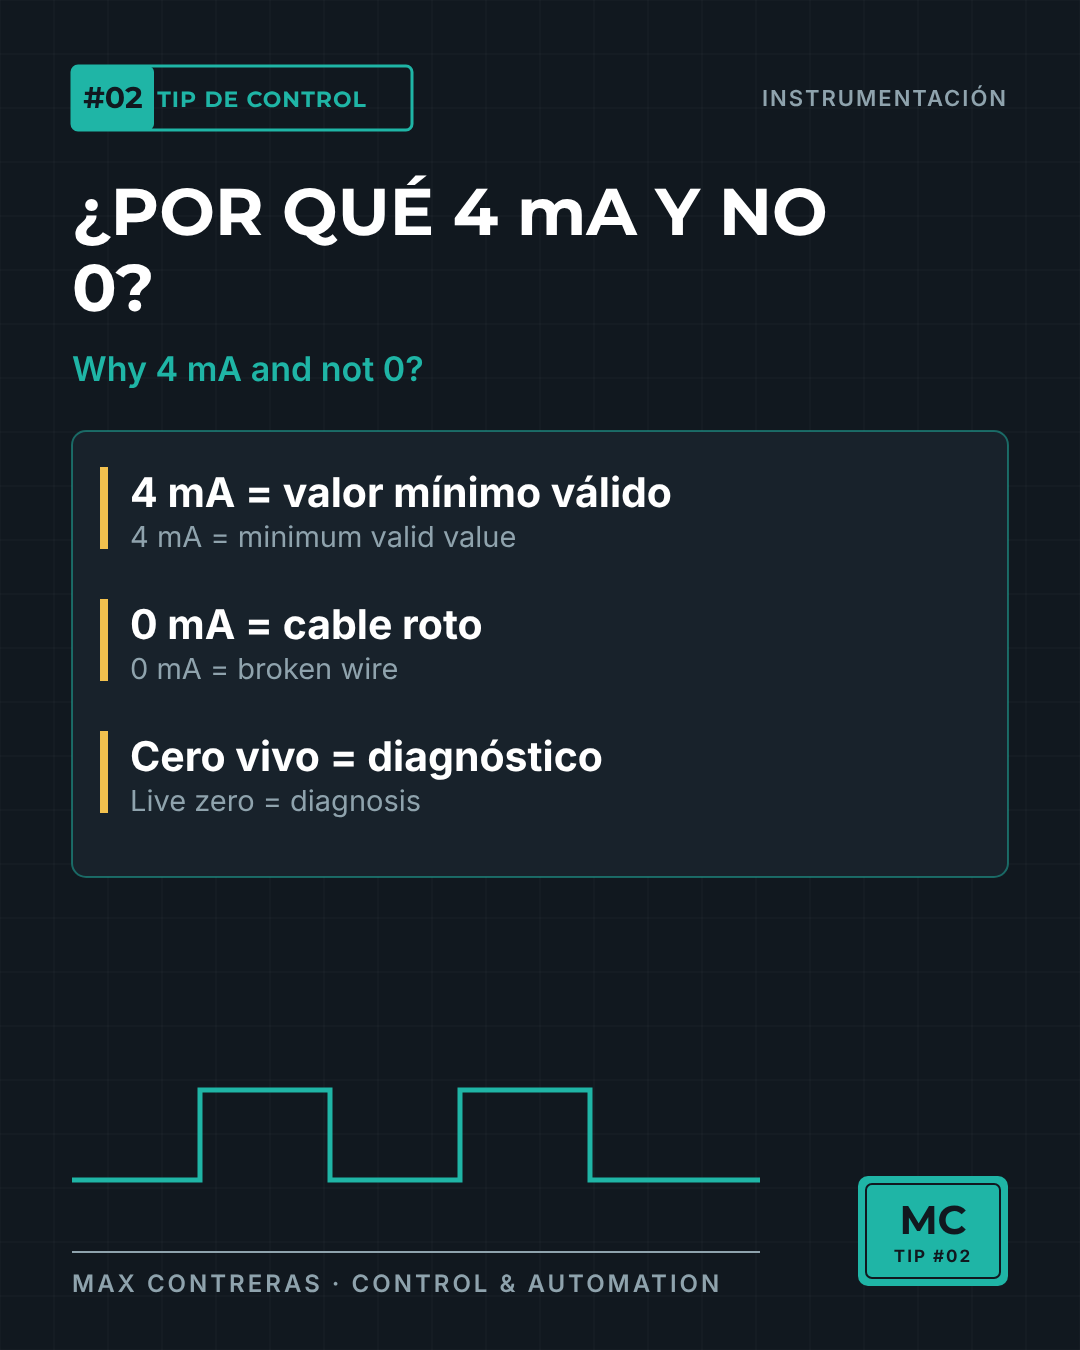 #02 TIP DE CONTROL
INSTRUMENTACIÓN
¿POR QUÉ 4 mA Y NO
0?
Why 4 mA and not 0?
4 mA = valor mínimo válido
4 mA = minimum valid value
0 mA = cable roto
0 mA = broken wire
Cero vivo = diagnóstico
Live zero = diagnosis
MC
TIP #02
MAX CONTRERAS · CONTROL & AUTOMATION